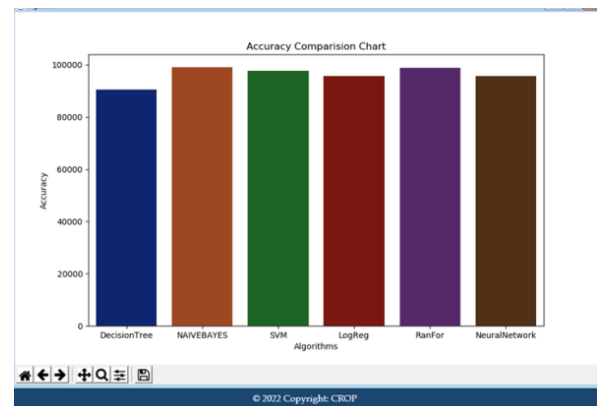 Accuracy Comparision Chart
100000
80000
60000
40000
20000
0
Accuracy
DecisionTree NAIVEBAYES SVM LogReg RanFor NeuralNetwork
Algorithms
© 2022 Copyright: CROP